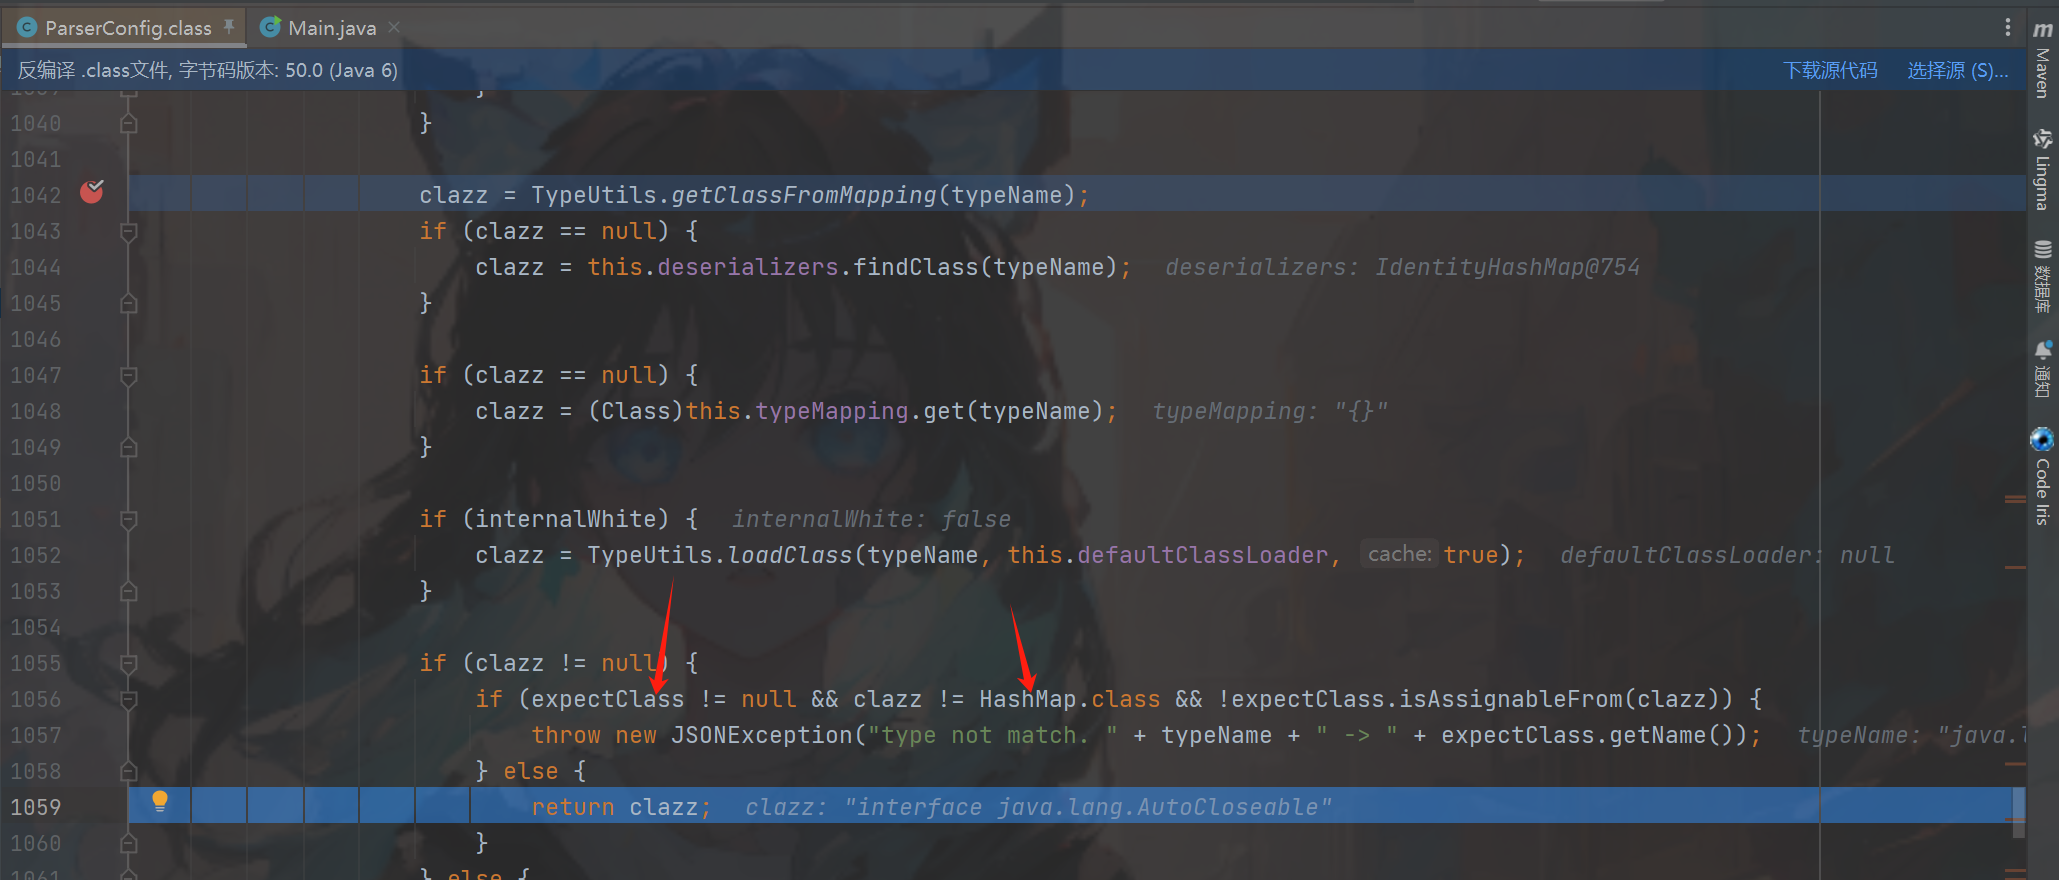 ParserConfig.class Main.java
反编译 .class文件, 字节码版本: 50.0 (Java 6) 下载源代码 选择源 (S)...
1040 }
1041
1042 clazz = TypeUtils.getClassFromMapping(typeName);
1043 if (clazz == null) {
1044 clazz = this.deserializers.findClass(typeName); deserializers: IdentityHashMap@754
1045 }
1046
1047 if (clazz == null) {
1048 clazz = (Class)this.typeMapping.get(typeName); typeMapping: "{}"
1049 }
1050
1051 if (internalWhite) { internalWhite: false
1052 clazz = TypeUtils.loadClass(typeName, this.defaultClassLoader, cache: true); defaultClassLoader: null
1053 }
1054
1055 if (clazz != null) {
1056 if (expectClass != null && clazz != HashMap.class && !expectClass.isAssignableFrom(clazz)) {
1057 throw new JSONException("type not match. " + typeName + " -> " + expectClass.getName()); typeName: "java.l
1058 } else {
1059 return clazz; clazz: "interface java.lang.AutoCloseable"
1060 }
1061 } else {
m Maven
Lingma
数据库
通知
Code Iris